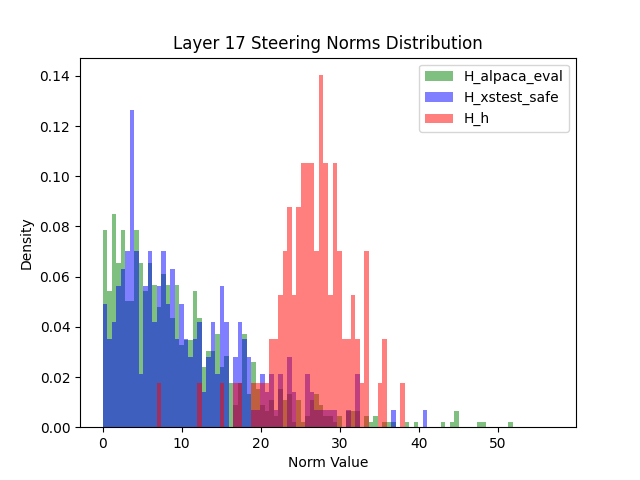 Layer 17 Steering Norms Distribution
H_alpaca_eval
H_xstest_safe
H_h
Density
0.14
0.12
0.10
0.08
0.06
0.04
0.02
0.00
0
10
20
30
40
50
Norm Value